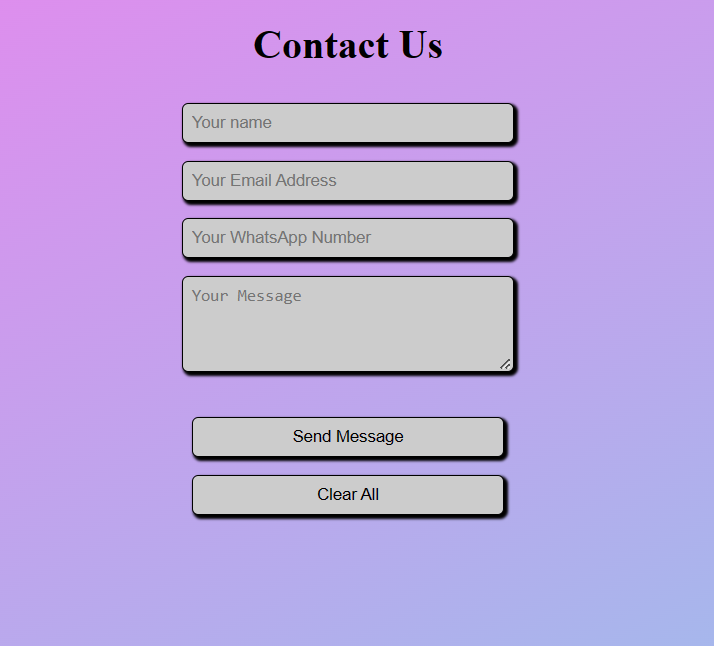 Contact Us
Your name
Your Email Address
Your WhatsApp Number
Your Message
Send Message
Clear All